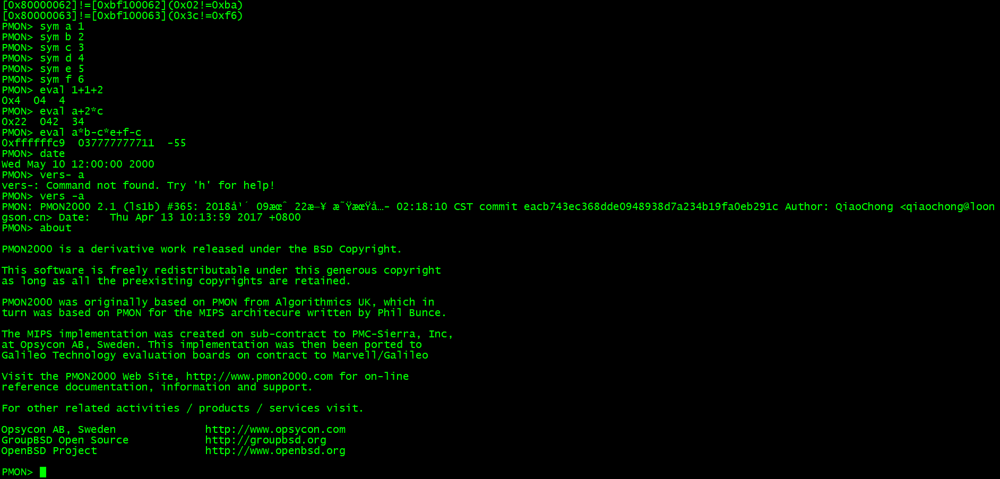 [0x80000062]!=[0xbf100062](0x02!=0xba)
[0x80000063]!=[0xbf100063](0x3c!=0xf6)
PMON> sym a 1
PMON> sym b 2
PMON> sym c 3
PMON> sym d 4
PMON> sym e 5
PMON> sym f 6
PMON> eval 1+1+2
0x4  04  4
PMON> eval a+2*c
0x22  042  34
PMON> eval a*b-c*e+f-c
0xffffffc9  037777777711  -55
PMON> date
Wed May 10 12:00:00 2000
PMON> vers- a
vers-: Command not found. Try 'h' for help!
PMON> vers -a
PMON: PMON2000 2.1 (ls1b) #365: 2018å¹´ 09æœˆ 22æ—¥ æ˜ŸæœŸå…­ 02:18:10 CST commit eacb743ec368dde0948938d7a234b19fa0eb291c Author: QiaoChong <qiaochong@loon
gson.cn> Date:   Thu Apr 13 10:13:59 2017 +0800
PMON> about
PMON2000 is a derivative work released under the BSD Copyright.
This software is freely redistributable under this generous copyright
as long as all the preexisting copyrights are retained.
PMON2000 was originally based on PMON from Algorithmics UK, which in
turn was based on PMON for the MIPS architecure written by Phil Bunce.
The MIPS implementation was created on sub-contract to PMC-Sierra, Inc,
at Opsycon AB, Sweden. This implementation was then been ported to
Galileo Technology evaluation boards on contract to Marvell/Galileo
Visit the PMON2000 Web Site, http://www.pmon2000.com for on-line
reference documentation, information and support.
For other related activities / products / services visit.
Opsycon AB, Sweden              http://www.opsycon.com
GroupBSD Open Source            http://groupbsd.org
OpenBSD Project                 http://www.openbsd.org
PMON>